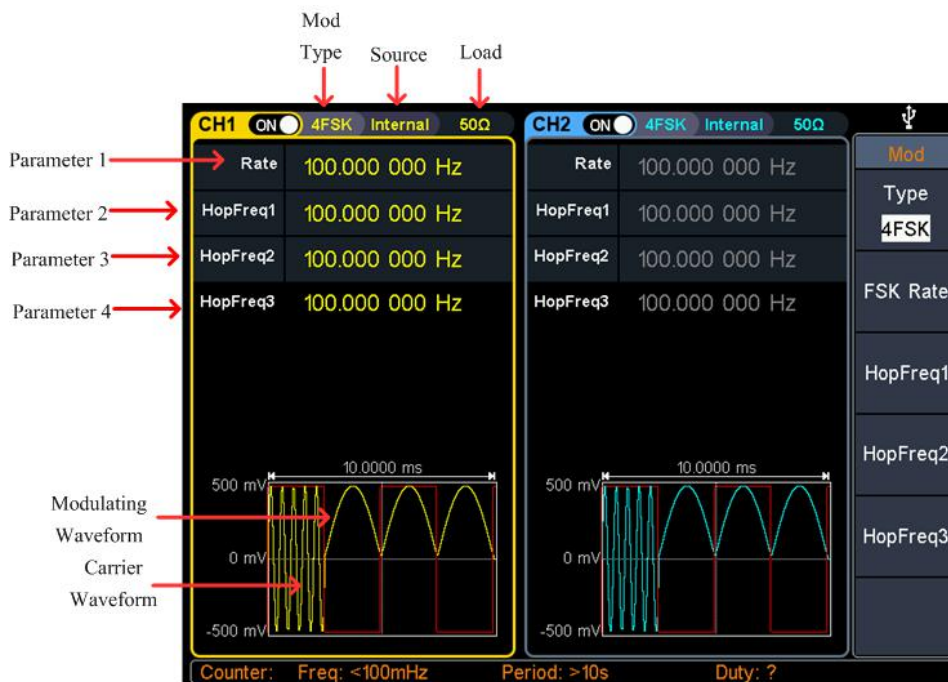 Mod
Type Source Load
CH1 ON 4FSK Internal 50Ω
CH2 ON 4FSK Internal 50Ω
Mod
Parameter 1
Rate 100.000 000 Hz
Rate 100.000 000 Hz
Type
4FSK
Parameter 2
HopFreq1 100.000 000 Hz
HopFreq1 100.000 000 Hz
Parameter 3
HopFreq2 100.000 000 Hz
HopFreq2 100.000 000 Hz
FSK Rate
Parameter 4
HopFreq3 100.000 000 Hz
HopFreq3 100.000 000 Hz
HopFreq1
HopFreq2
HopFreq3
10.0000 ms
500 mV
0 mV
-500 mV
10.0000 ms
500 mV
0 mV
-500 mV
Modulating
Waveform
Carrier
Waveform
Counter: Freq: <100mHz Period: >10s Duty: ?